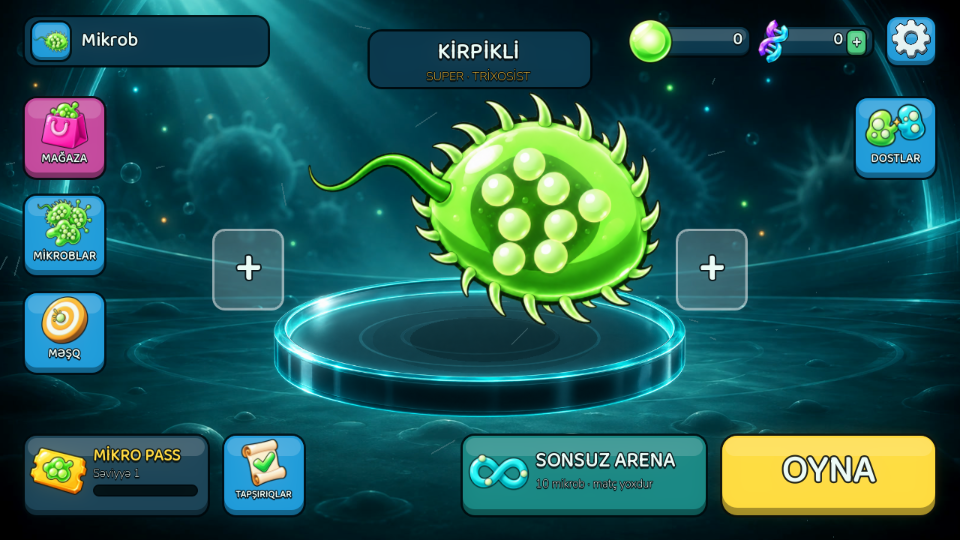 Mikrob
KİRPİKLİ
SUPER · TRİXOSİST
0
0
MAĞAZA
MİKROBLAR
MƏŞQ
DOSTLAR
MİKRO PASS
Səviyyə 1
TAPŞIRIQLAR
SONSUZ ARENA
10 mikrob · matç yoxdur
OYNA